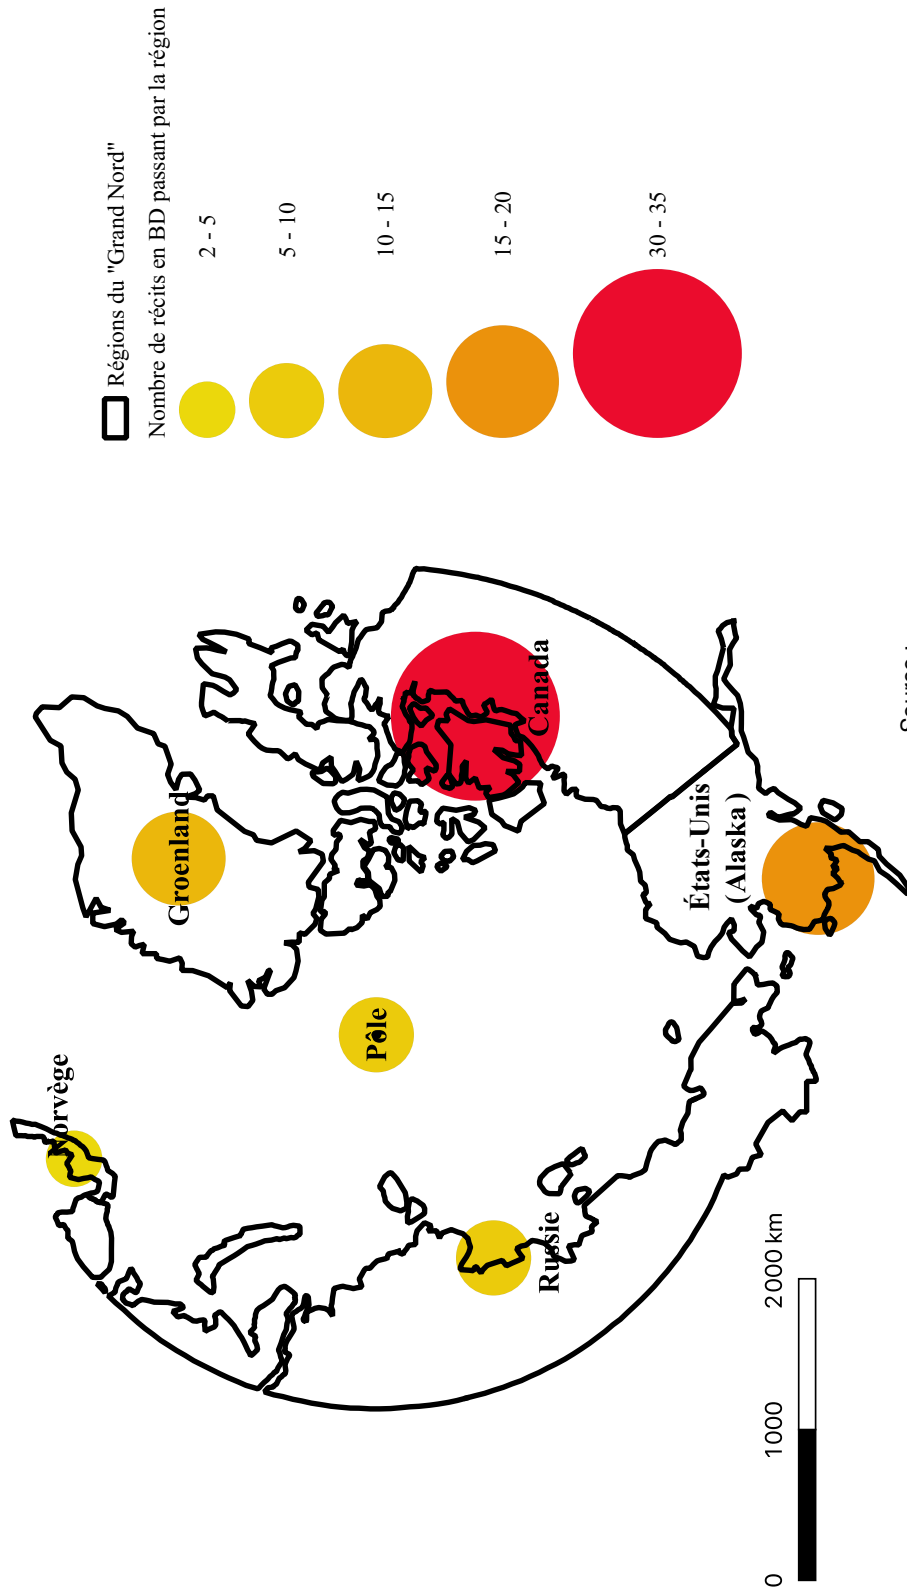 Norvège
Groenland
Pôle
Russie
Canada
États-Unis
(Alaska)
Régions du "Grand Nord"
Nombre de récits en BD passant par la région
2 - 5
5 - 10
10 - 15
15 - 20
30 - 35
0 1000 2000 km